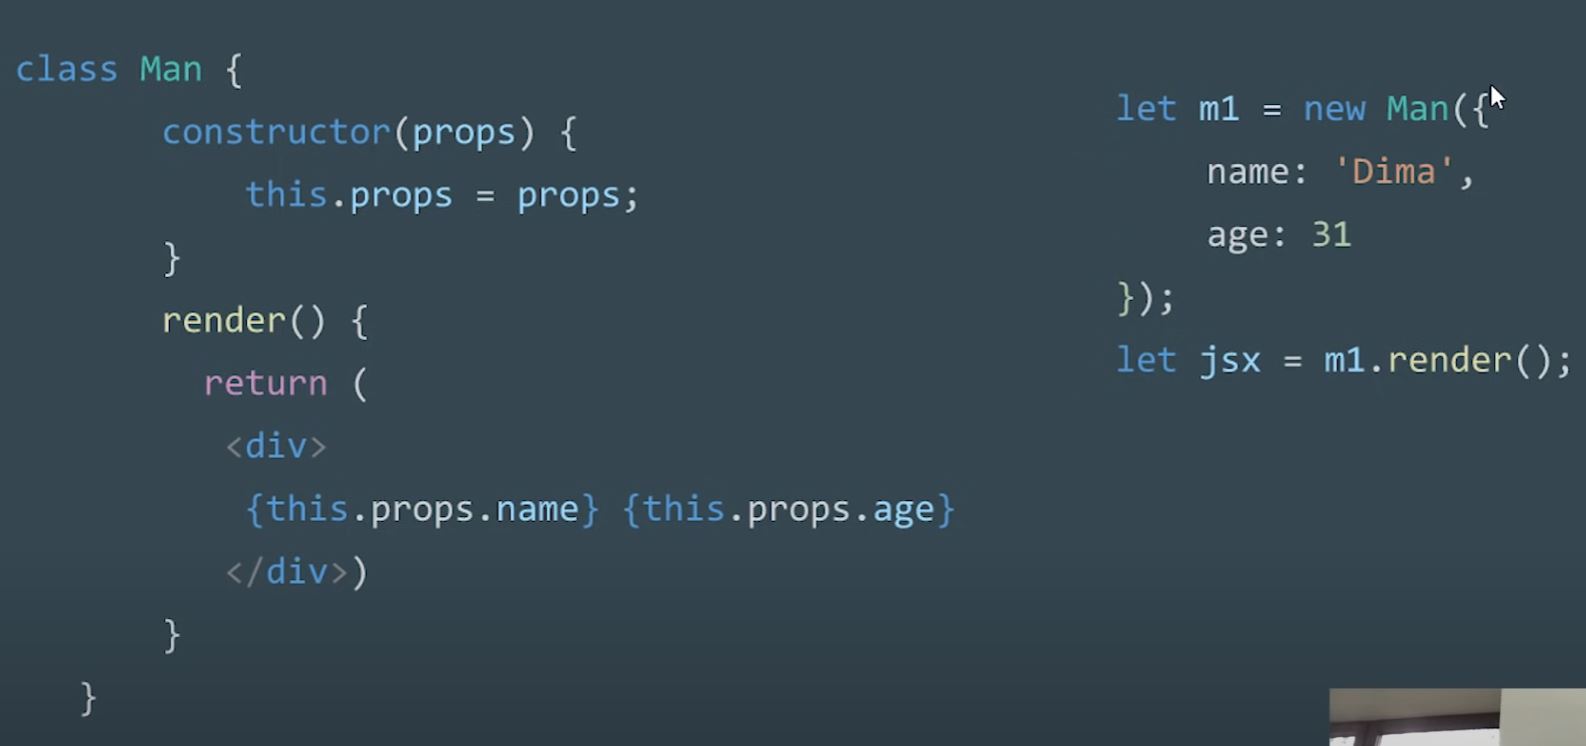 class Man {
constructor(props) {
this.props = props;
}
render() {
return (
<div>
{this.props.name} {this.props.age}
</div>)
}
}
let m1 = new Man({
name: 'Dima',
age: 31
});
let jsx = m1.render();